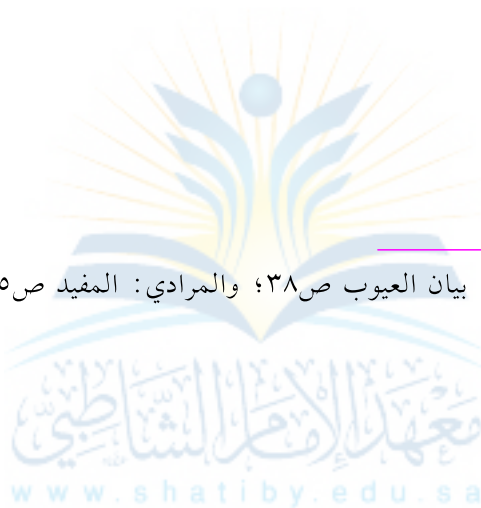 بيان العيوب ص٣٨؛ والمرادي: المفيد ص٥
معهد الإمام الشاطبي
www.shatiby.edu.sa